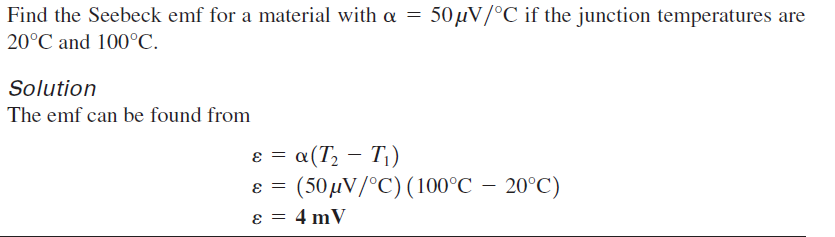 Find the Seebeck emf for a material with α = 50 μV/°C if the junction temperatures are
20°C and 100°C.
Solution
The emf can be found from
ε = α(T₂ − T₁)
ε = (50 μV/°C) (100°C − 20°C)
ε = 4 mV